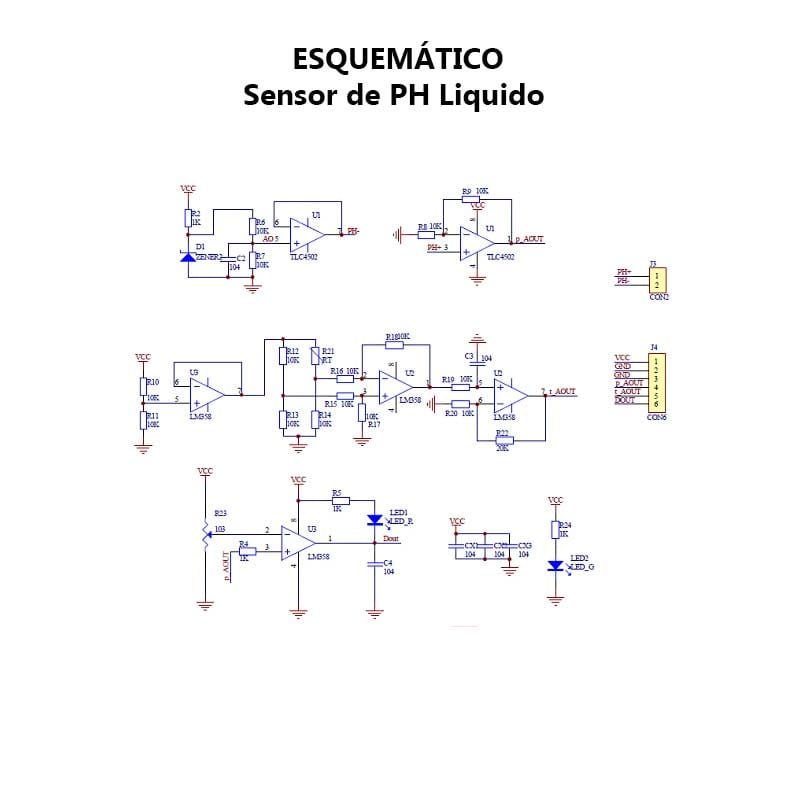 ESQUEMÁTICO
Sensor de PH Liquido
VCC
R2
1K
D1
ZENER2
R6
10K
AO
5
6
C2
104
R7
10K
U1
7
PH-
TLC4502
R9 10K
VCC
8
R8 10K
2
PH+ 3
U1
1
p_AOUT
4
TLC4502
J3
PH+
PH-
1
2
CON2
VCC
R10
10K
R11
10K
6
5
U3
7
LM358
R12
10K
R21
RT
R13
10K
R14
10K
R16 10K
R15 10K
10K
R17
R18 10K
2
3
8
4
U2
1
LM358
C3
104
R19 10K
R20 10K
5
6
U2
7
t_AOUT
LM358
R22
20K
J4
VCC
GND
GND
p_AOUT
t_AOUT
DOUT
1
2
3
4
5
6
CON6
VCC
R23
103
p_AOUT
R4
1K
2
3
VCC
8
4
U3
1
LM358
R5
1K
LED1
LED_R
Dout
C4
104
VCC
CX1
104
104
CX3
104
VCC
R24
1K
LED2
LED_G